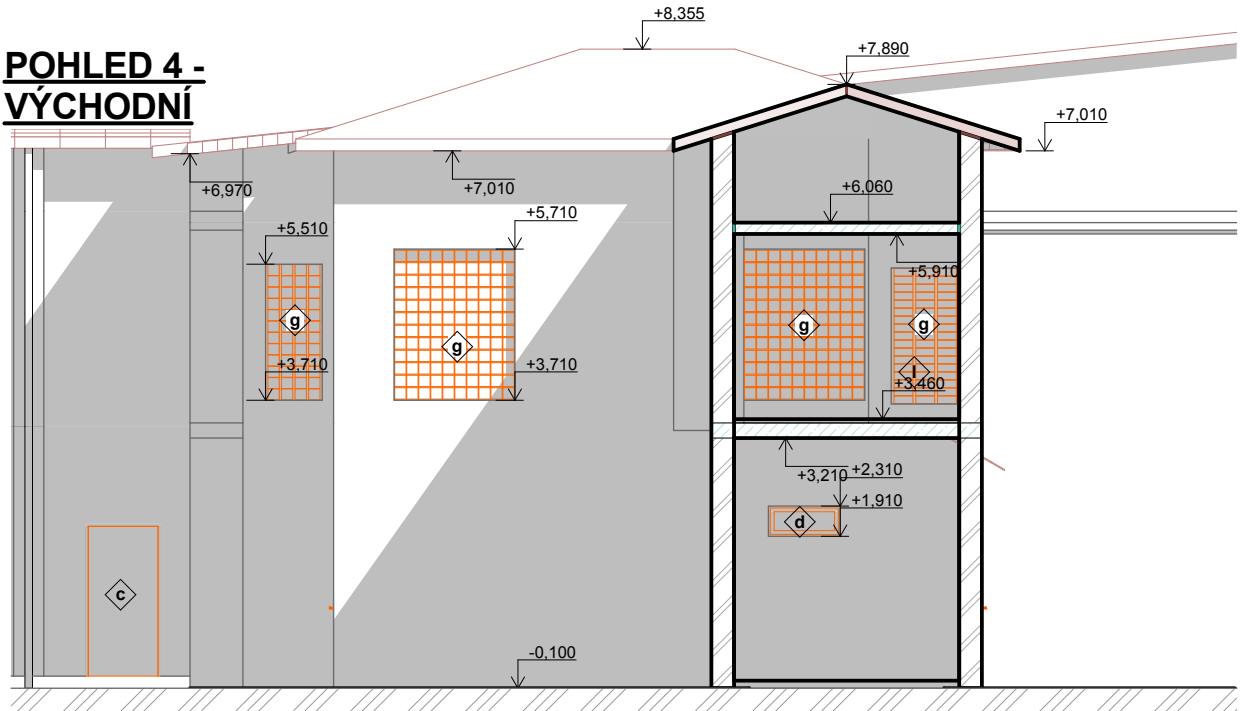 +8,355
POHLED 4 -
VÝCHODNÍ
+7,890
+7,010
+6,970
+7,010
+6,060
+5,510
+5,710
+5,910
g
g
g
g
l
+3,710
+3,710
+3,460
+3,210
+2,310
+1,910
d
c
-0,100